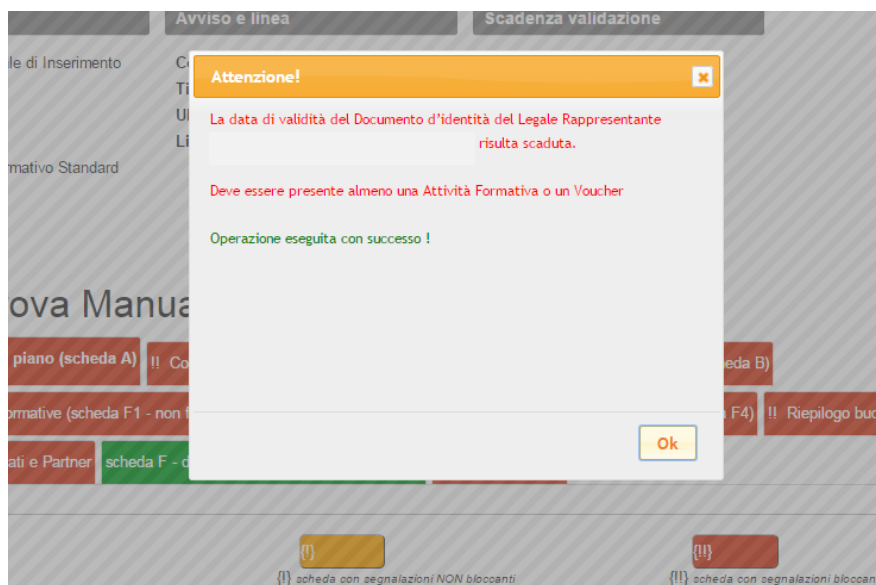 Avviso e linea
Scadenza validazione
le di Inserimento
Attenzione!
La data di validità del Documento d'identità del Legale Rappresentante
risulta scaduta.
rmativo Standard
Deve essere presente almeno una Attività Formativa o un Voucher
Operazione eseguita con successo !
ova Manua
piano (scheda A)
!! Co
eda B)
ormative (scheda F1 - non f
F4)
!! Riepilogo bud
Ok
ati e Partner
scheda F - d
{!}
{!!}
{!} scheda con segnalazioni NON bloccanti
{!!} scheda con segnalazioni bloccan